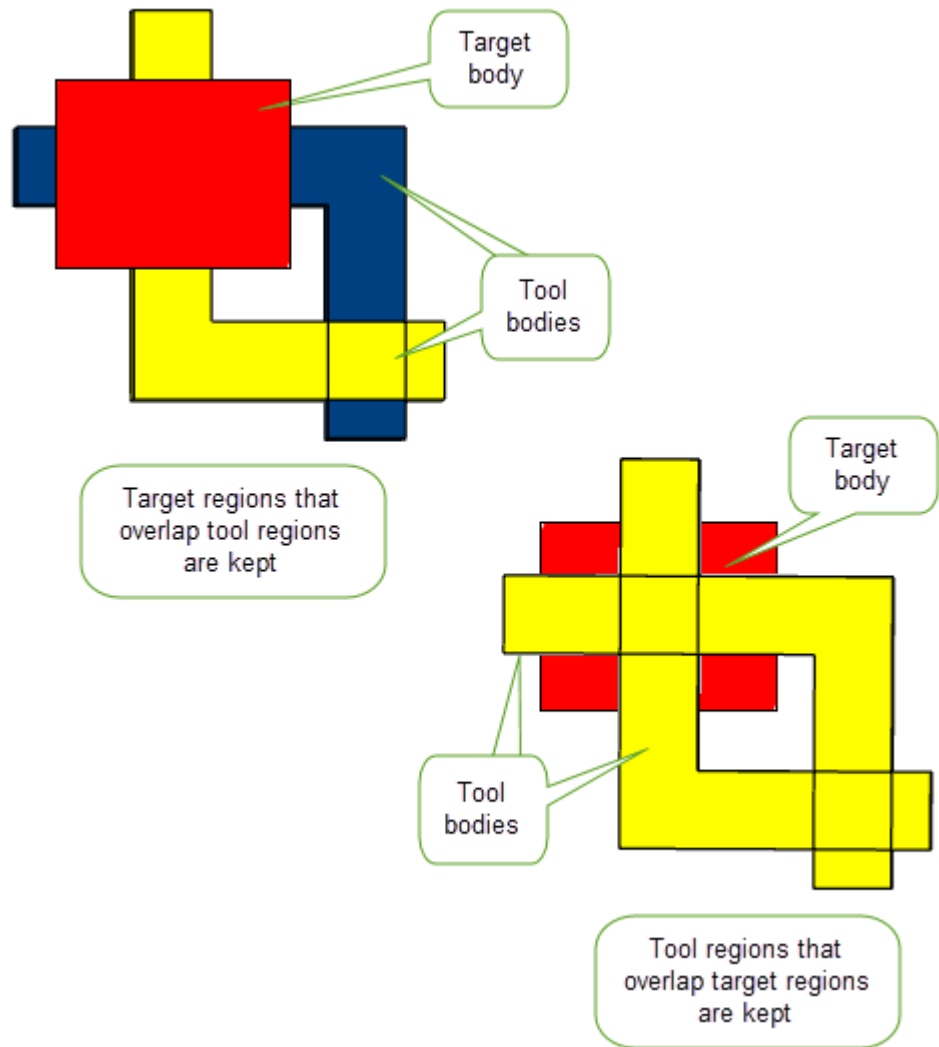 Target
body
Tool
bodies
Target regions that
overlap tool regions
are kept
Target
body
Tool
bodies
Tool regions that
overlap target regions
are kept